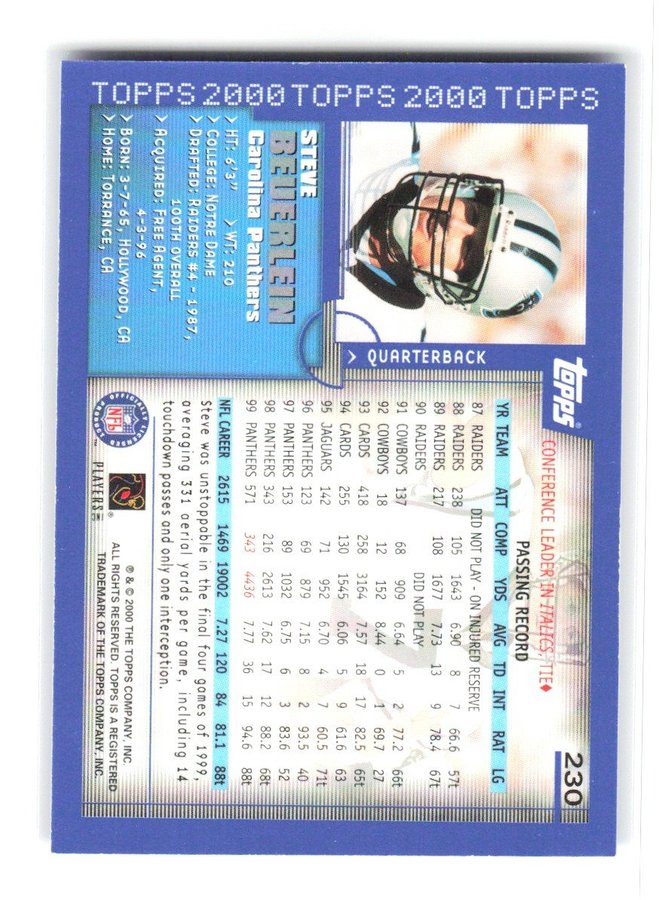 TOPPS 2000 TOPPS 2000 TOPPS
230
TOPPS®
> QUARTERBACK
STEVE
BEUERLEIN
Carolina Panthers
> HT: 6'3" > WT: 210
> COLLEGE: NOTRE DAME
> DRAFTED: RAIDERS #4 - 1987,
100TH OVERALL
> ACQUIRED: FREE AGENT,
4-3-96
> BORN: 3-7-65, HOLLYWOOD, CA
> HOME: TORRANCE, CA
CONFERENCE LEADER IN ITALICS, TIE♦
PASSING RECORD
YR TEAM ATT COMP YDS AVG TD INT RAT LG
87 RAIDERS DID NOT PLAY - ON INJURED RESERVE
88 RAIDERS 238 105 1643 6.90 8 7 66.6 57t
89 RAIDERS 217 108 1677 7.73 13 9 78.4 67t
90 RAIDERS DID NOT PLAY
91 COWBOYS 137 68 909 6.64 5 2 77.2 66t
92 COWBOYS 18 12 152 8.44 0 1 69.7 27
93 CARDS 418 258 3164 7.57 18 17 82.5 65t
94 CARDS 255 130 1545 6.06 5 9 61.6 63
95 JAGUARS 142 71 952 6.70 4 7 60.5 71t
96 PANTHERS 123 69 879 7.15 8 2 93.5 40
97 PANTHERS 153 89 1032 6.75 6 3 83.6 52
98 PANTHERS 343 216 2613 7.62 17 12 88.2 68t
99 PANTHERS 571 343 4436 7.77 36 15 94.6 88t
NFL CAREER 2615 1469 19002 7.27 120 84 81.1 88t
Steve was unstoppable in the final four games of 1999,
averaging 331 aerial yards per game, including 14
touchdown passes and only one interception.
OFFICIALLY LICENSED PRODUCT
NFL
PLAYERS INC
® & © 2000 THE TOPPS COMPANY, INC.
ALL RIGHTS RESERVED. TOPPS IS A REGISTERED
TRADEMARK OF THE TOPPS COMPANY, INC.